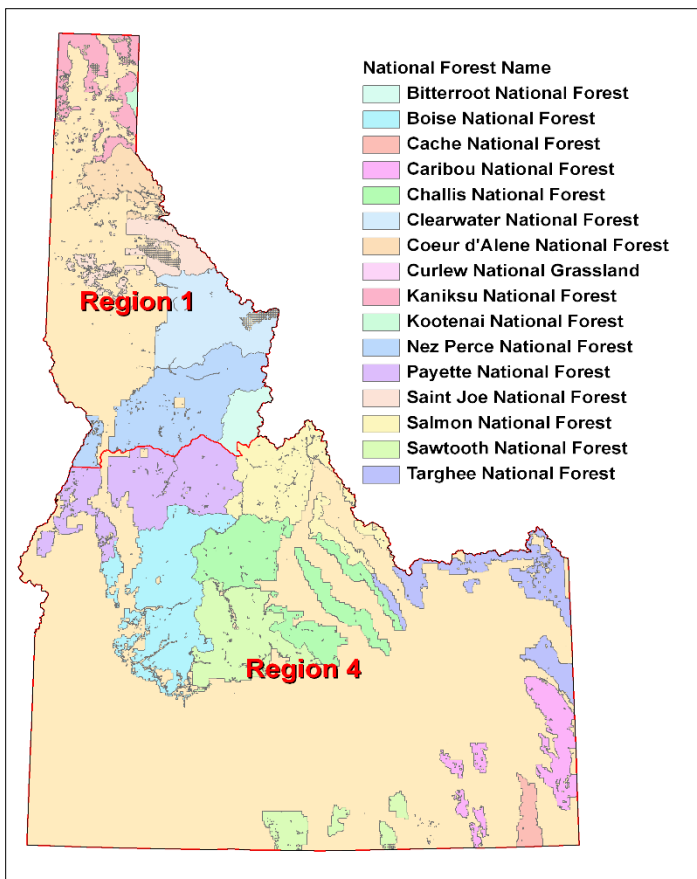 National Forest Name
Bitterroot National Forest
Boise National Forest
Cache National Forest
Caribou National Forest
Challis National Forest
Clearwater National Forest
Coeur d'Alene National Forest
Curlew National Grassland
Kaniksu National Forest
Kootenai National Forest
Nez Perce National Forest
Payette National Forest
Saint Joe National Forest
Salmon National Forest
Sawtooth National Forest
Targhee National Forest
Region 1
Region 4